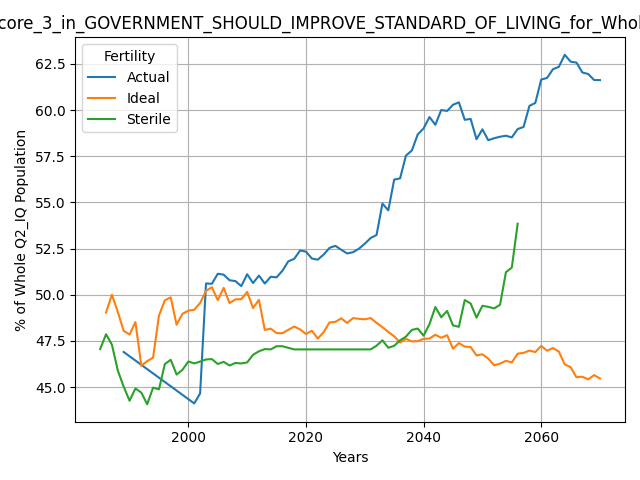 core_3_in_GOVERNMENT_SHOULD_IMPROVE_STANDARD_OF_LIVING_for_Whol
Fertility
Actual
Ideal
Sterile
% of Whole Q2_IQ Population
62.5
60.0
57.5
55.0
52.5
50.0
47.5
45.0
2000 2020 2040 2060
Years